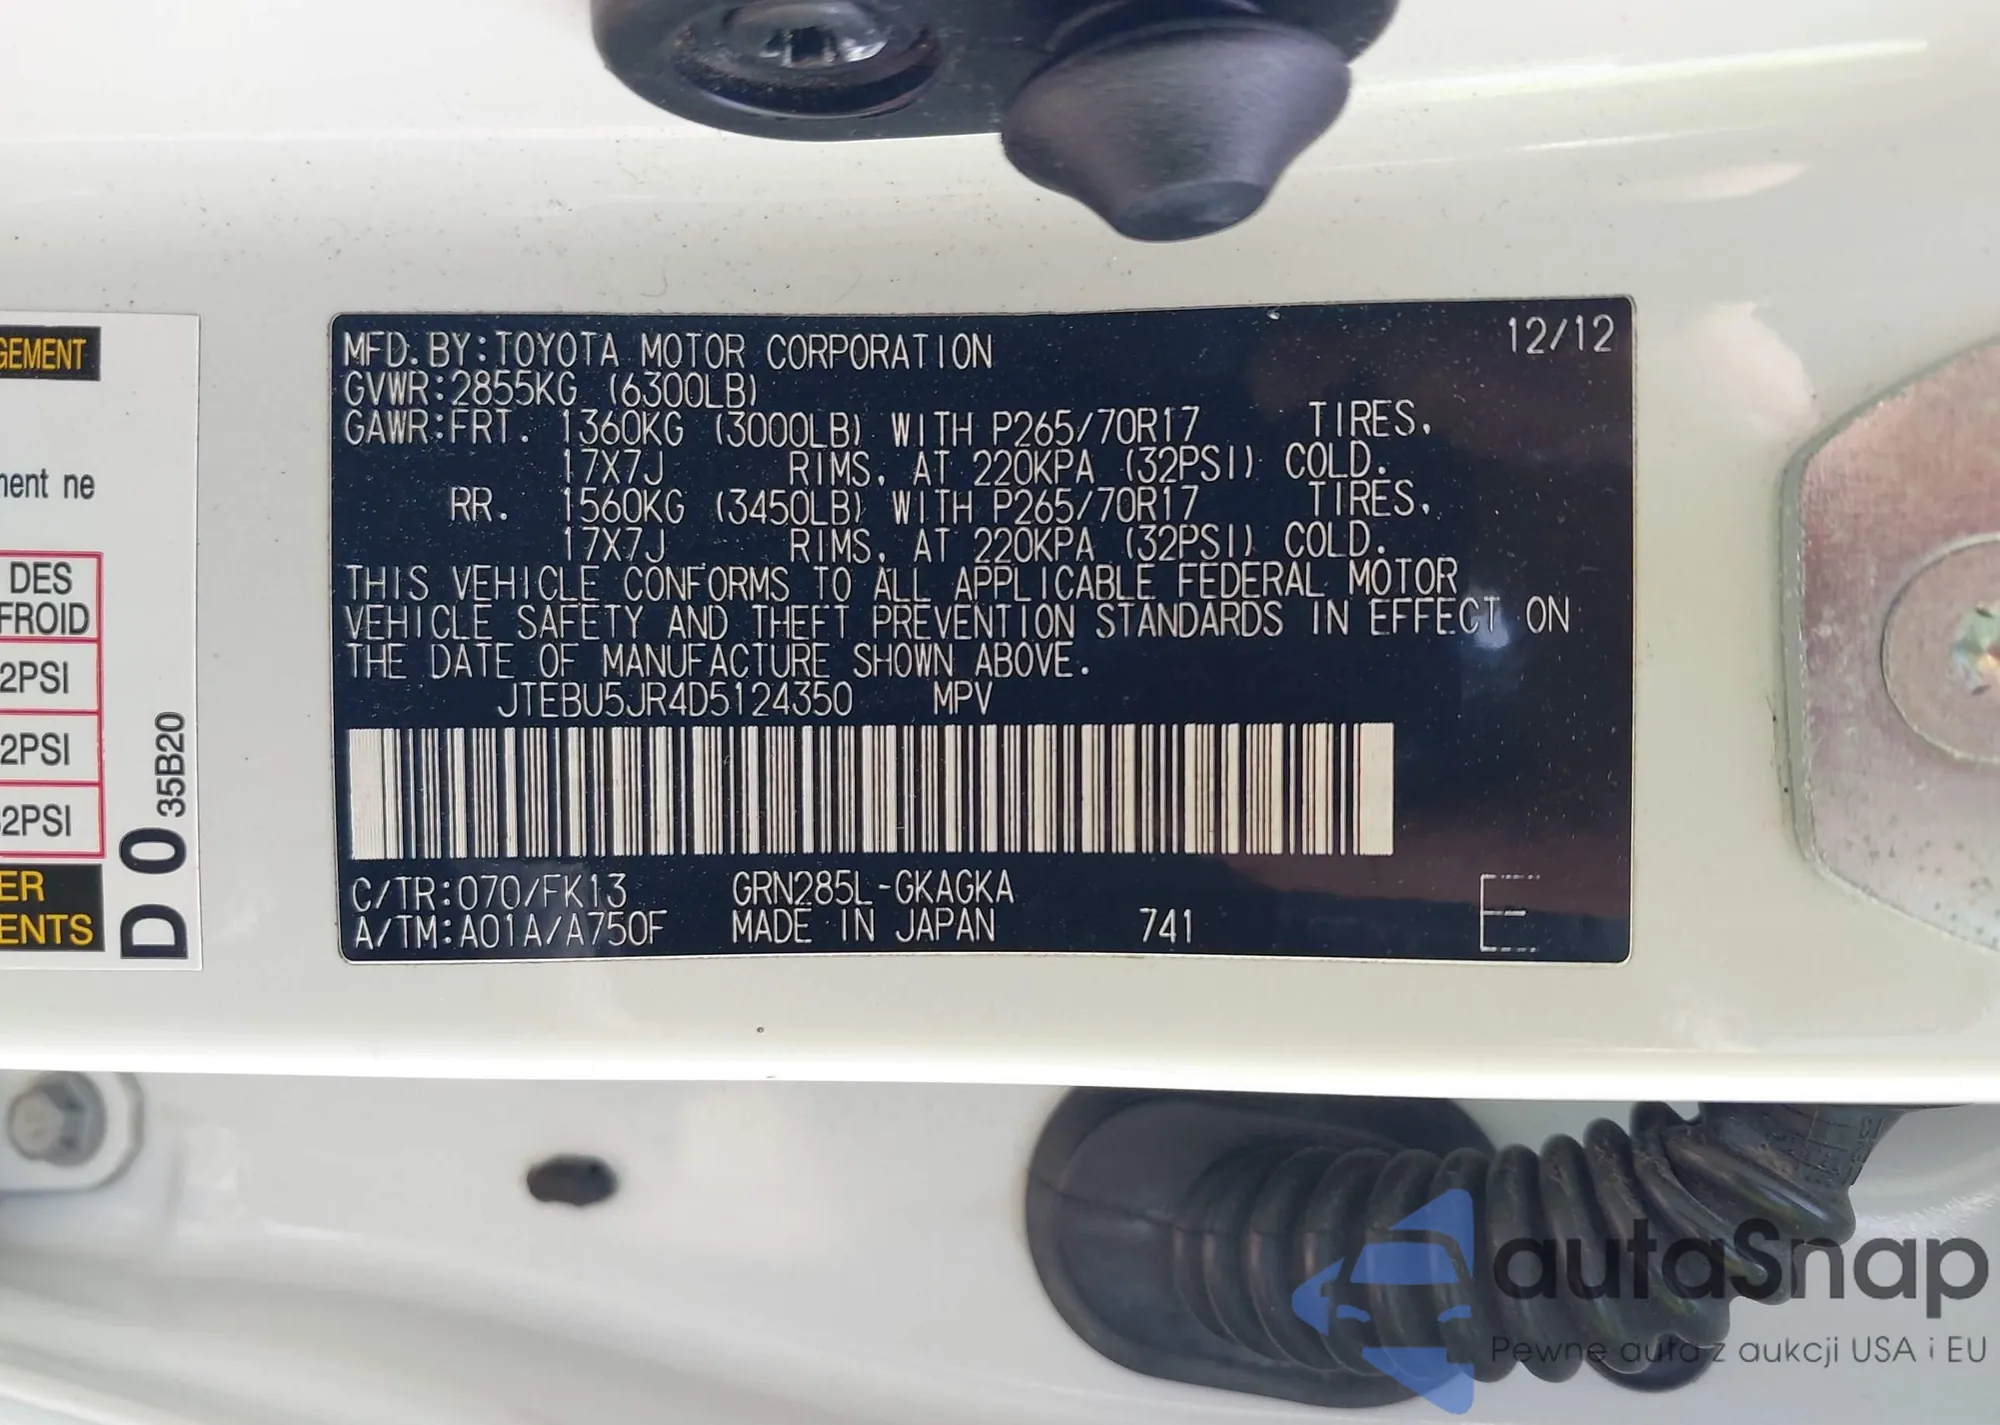 GEMENT
ment ne
DES
FROID
2PSI
2PSI
2PSI
ER
ENTS
D 0 35B20
12/12
MFD. BY:TOYOTA MOTOR CORPORATION
GVWR:2855KG (6300LB)
GAWR:FRT. 1360KG (3000LB) WITH P265/70R17 TIRES,
17X7J RIMS, AT 220KPA (32PSI) COLD.
RR. 1560KG (3450LB) WITH P265/70R17 TIRES,
17X7J RIMS, AT 220KPA (32PSI) COLD.
THIS VEHICLE CONFORMS TO ALL APPLICABLE FEDERAL MOTOR
VEHICLE SAFETY AND THEFT PREVENTION STANDARDS IN EFFECT ON
THE DATE OF MANUFACTURE SHOWN ABOVE.
JTEBU5JR4D5124350 MPV
C/TR:070/FK13 GRN285L-GKAGKA
A/TM:A01A/A750F MADE IN JAPAN 741 E
autaSnap
Pewne auta z aukcji USA i EU